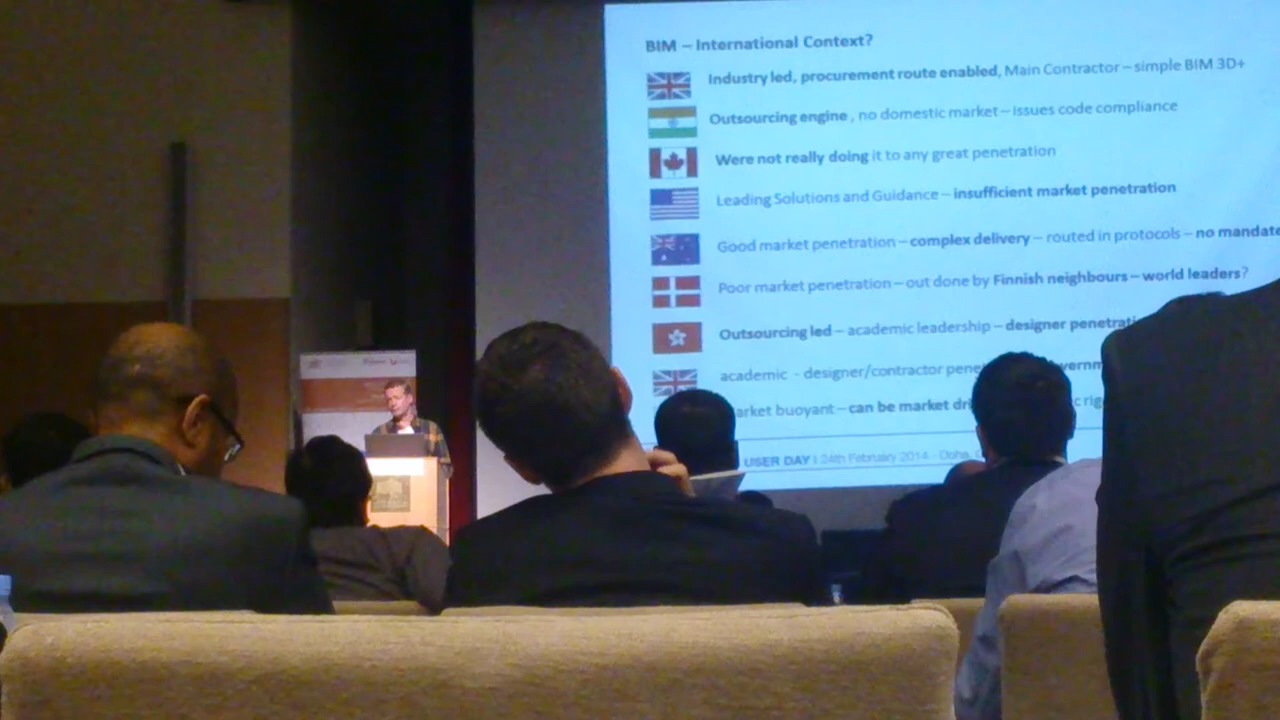 BIM – International Context?
Industry led, procurement route enabled, Main Contractor – simple BIM 3D+
Outsourcing engine , no domestic market – issues code compliance
Were not really doing it to any great penetration
Leading Solutions and Guidance – insufficient market penetration
Good market penetration – complex delivery – routed in protocols – no mandate
Poor market penetration – out done by Finnish neighbours – world leaders?
Outsourcing led – academic leadership – designer
academic - designer/contractor
buoyant – can be market
USER DAY I 24th February 2014 - Doha,